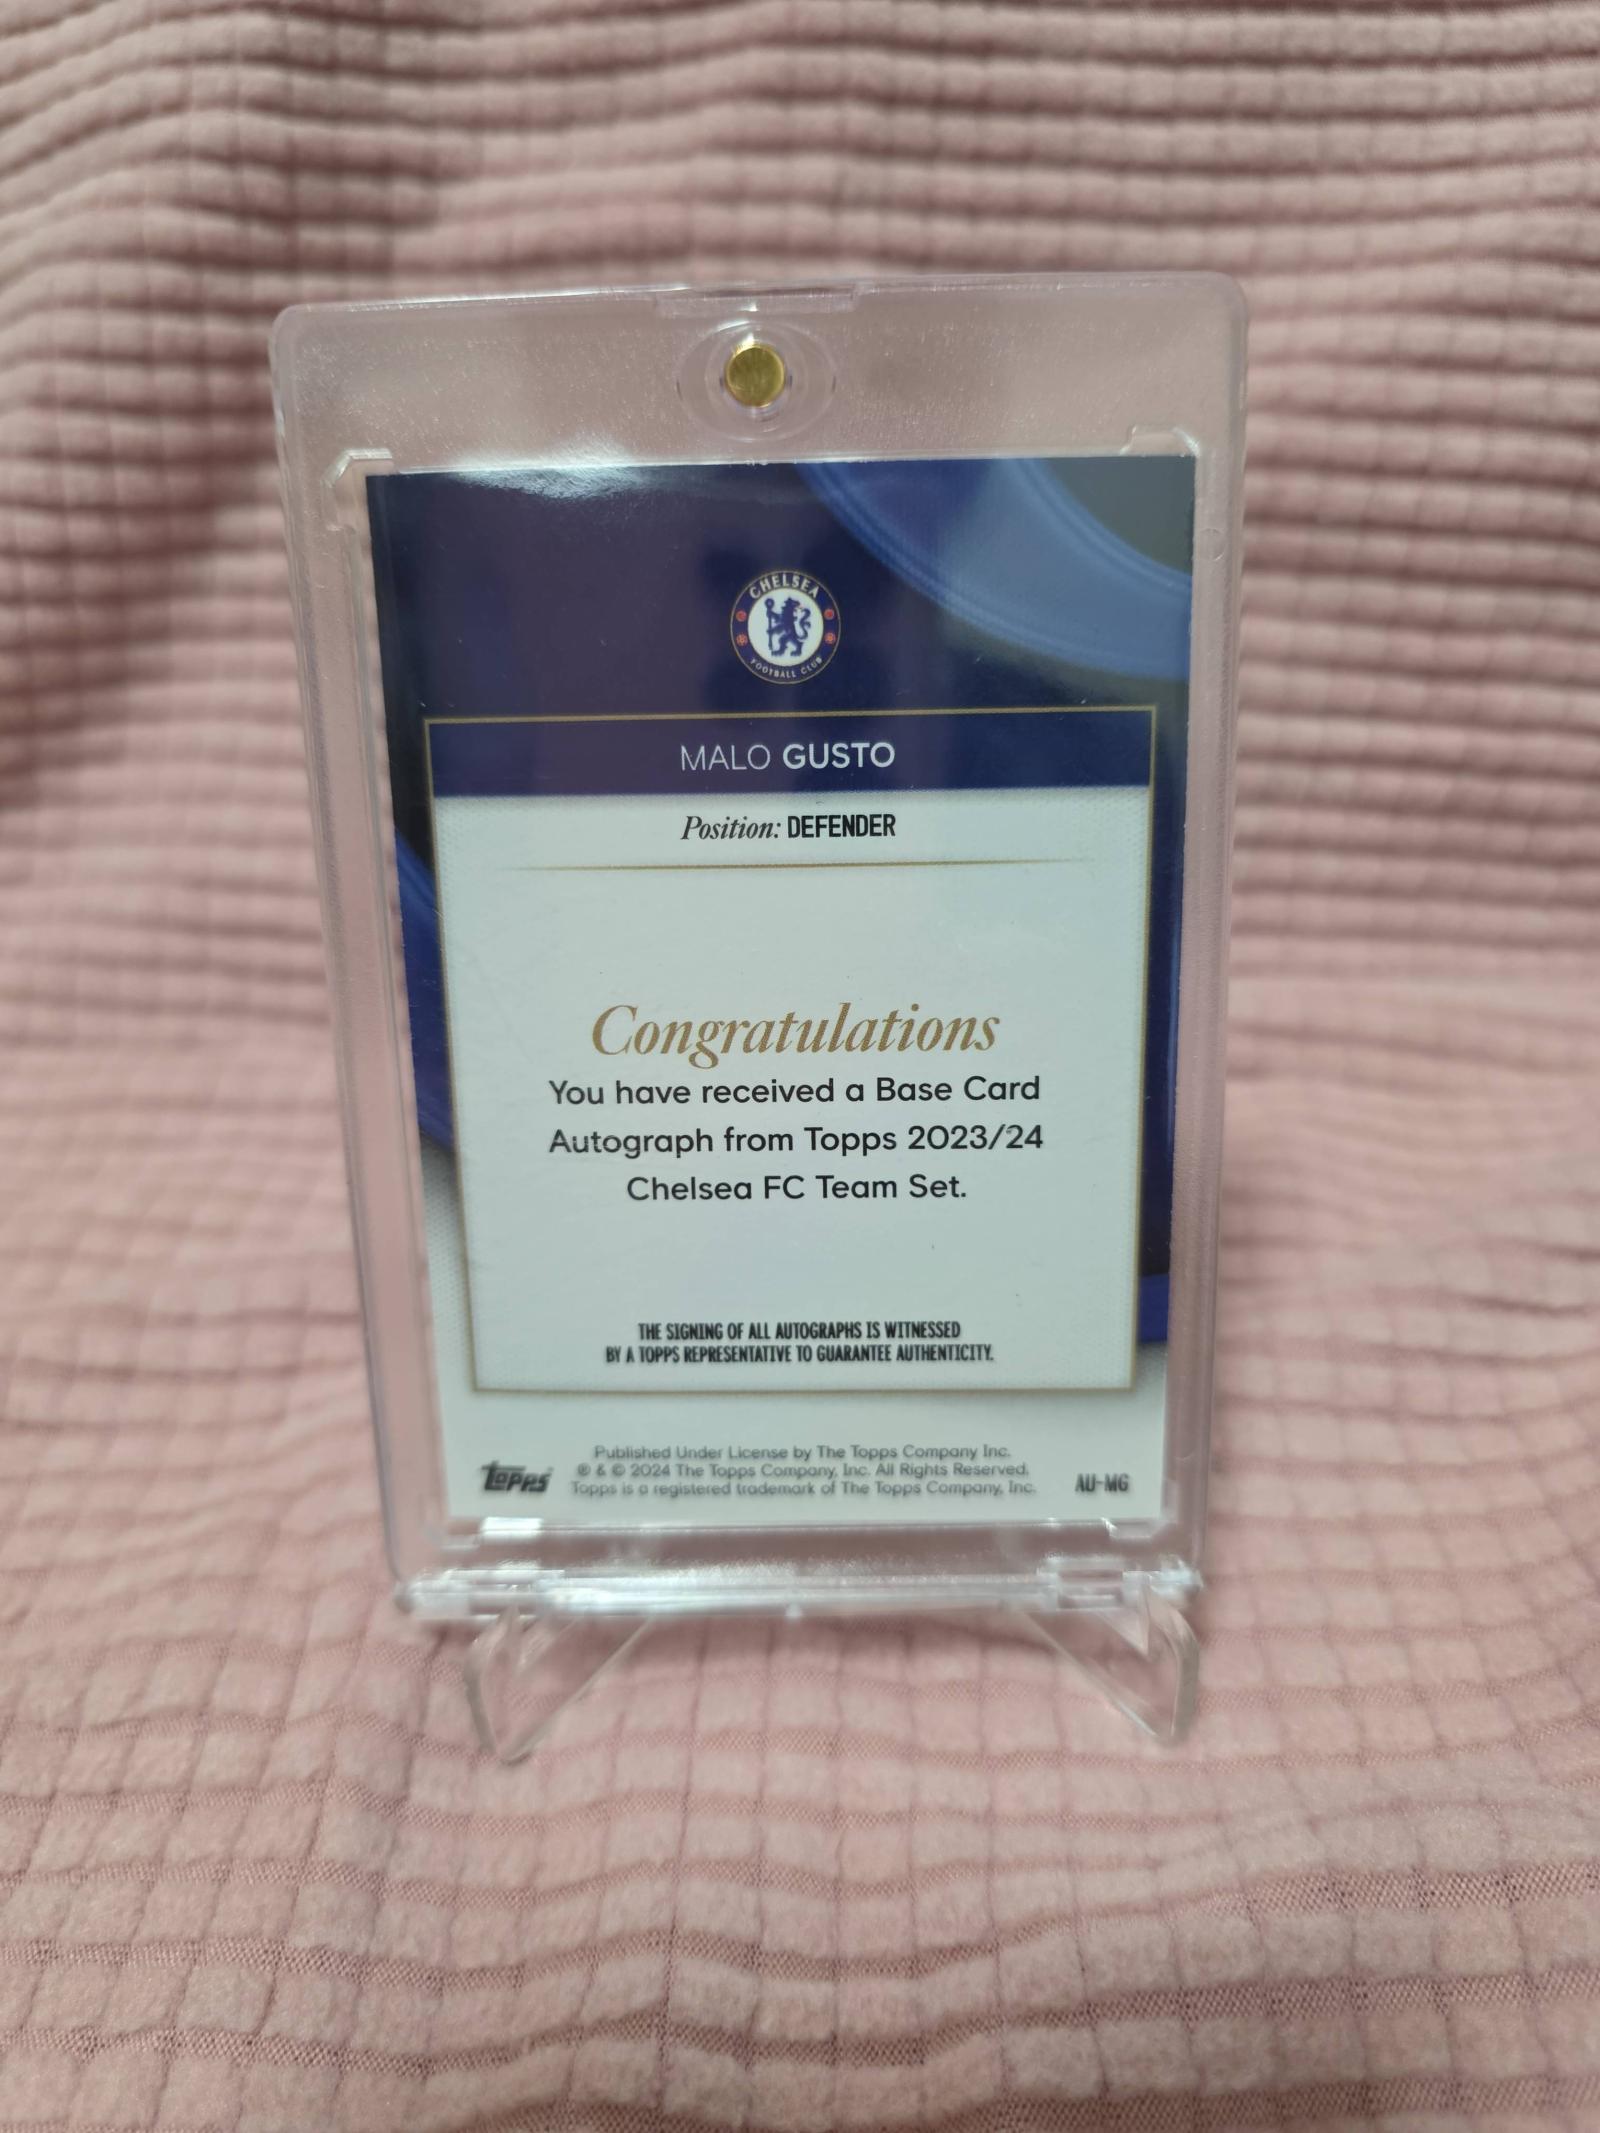 CHELSEA
FOOTBALL CLUB
MALO GUSTO
Position: DEFENDER
Congratulations
You have received a Base Card
Autograph from Topps 2023/24
Chelsea FC Team Set.
THE SIGNING OF ALL AUTOGRAPHS IS WITNESSED
BY A TOPPS REPRESENTATIVE TO GUARANTEE AUTHENTICITY.
Published Under License by The Topps Company Inc.
® & © 2024 The Topps Company, Inc. All Rights Reserved.
Topps is a registered trademark of The Topps Company, Inc.
Topps
AU-MG